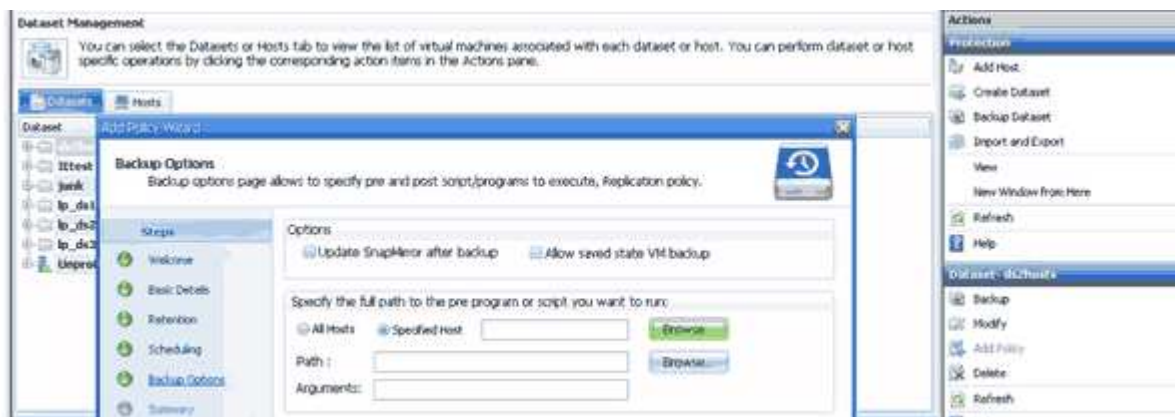 Dataset Management
You can select the Datasets or Hosts tab to view the list of virtual machines associated with each dataset or host. You can perform dataset or host
specific operations by clicking the corresponding action items in the Actions pane.
Datasets
Hosts
Dataset
ITtest
junk
lp_ds1
lp_ds2
lp_ds3
Unpro
Add Policy Wizard
Backup Options
Backup options page allows to specify pre and post script/programs to execute, Replication policy.
Steps
Welcome
Basic Details
Retention
Scheduling
Backup Options
Summary
Options
Update SnapMirror after backup
Allow saved state VM backup
Specify the full path to the pre program or script you want to run:
All Hosts
Specified Host
Browse
Path :
Browse...
Arguments:
Actions
Protection
Add Host
Create Dataset
Backup Dataset
Import and Export
View
New Window from Here
Refresh
Help
Dataset- ds2hosts
Backup
Modify
Add Policy
Delete
Refresh